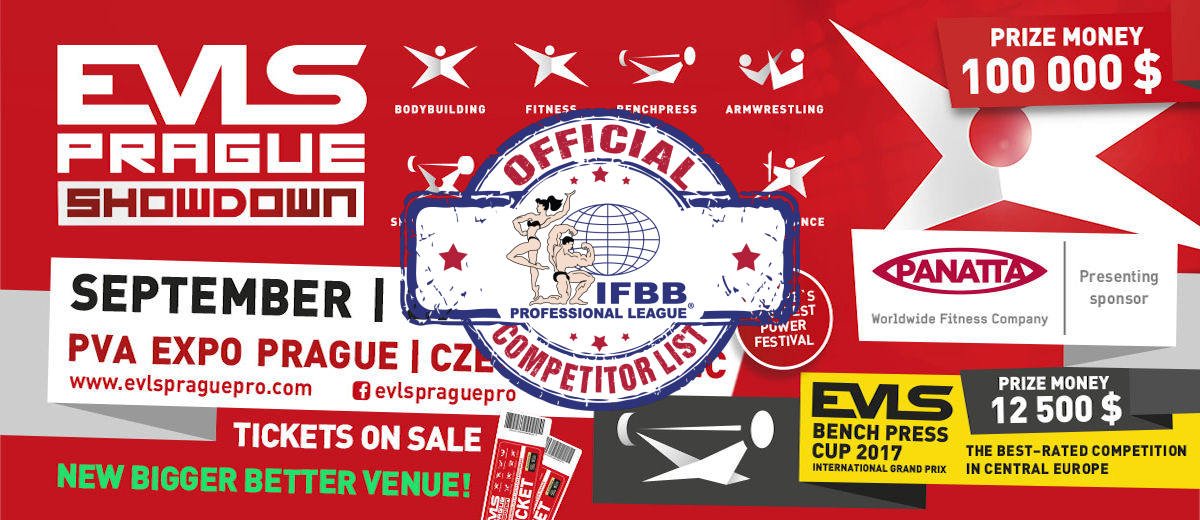 EVLS
PRAGUE
SHOWDOWN
BODYBUILDING
FITNESS
BENCHPRESS
ARMWRESTLING
PRIZE MONEY
100 000 $
OFFICIAL
IFBB®
PROFESSIONAL LEAGUE
COMPETITOR LIST
PANATTA
Worldwide Fitness Company
Presenting
sponsor
SEPTEMBER |
PVA EXPO PRAGUE |
www.evlspraguepro.com
evlspraguepro
POWER
FESTIVAL
TICKETS ON SALE
NEW BIGGER BETTER VENUE!
EVLS
BENCH PRESS
CUP 2017
INTERNATIONAL GRAND PRIX
PRIZE MONEY
12 500 $
THE BEST-RATED COMPETITION
IN CENTRAL EUROPE